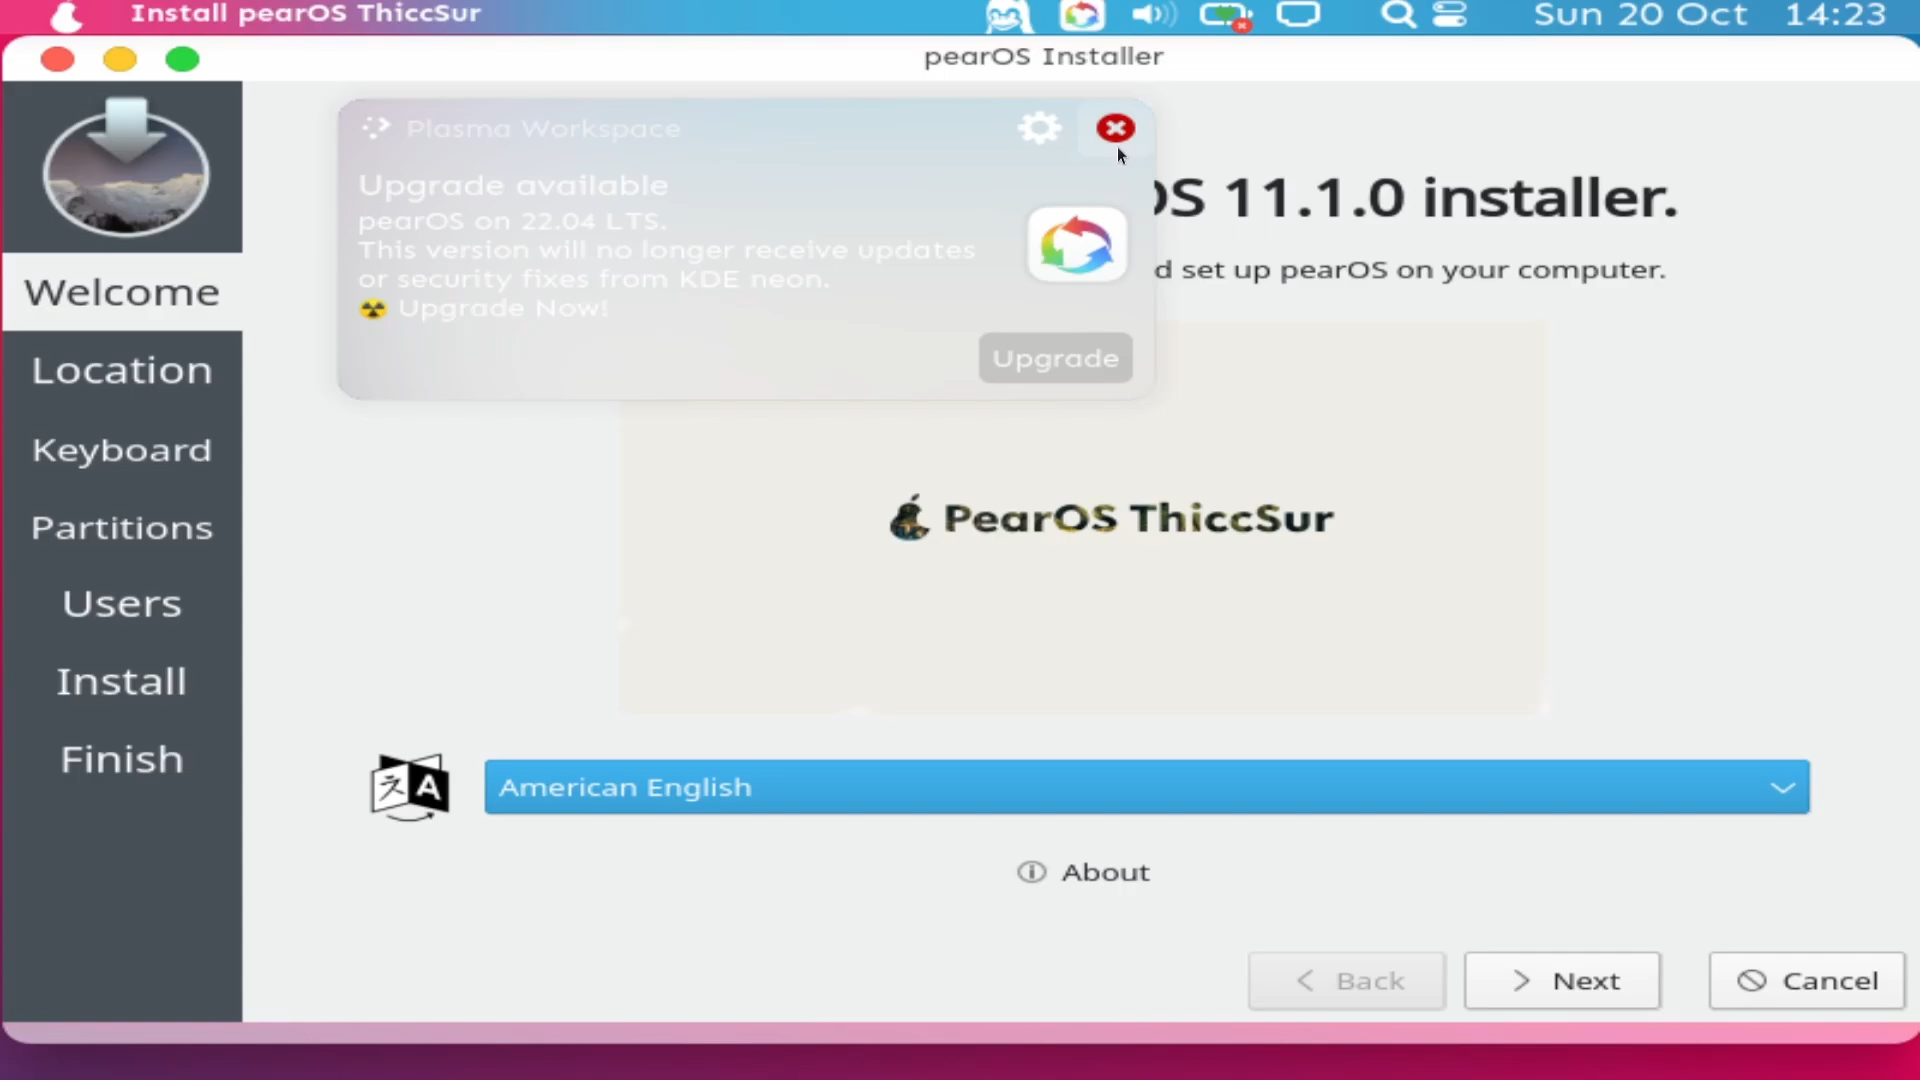 Install pearOS ThiccSur
Sun 20 Oct 14:23
pearOS Installer
Plasma Workspace
Upgrade available
pearOS on 22.04 LTS.
This version will no longer receive updates
or security fixes from KDE neon.
☢ Upgrade Now!
Upgrade
OS 11.1.0 installer.
d set up pearOS on your computer.
Welcome
Location
Keyboard
Partitions
Users
Install
Finish
PearOS ThiccSur
American English
About
Back
Next
Cancel